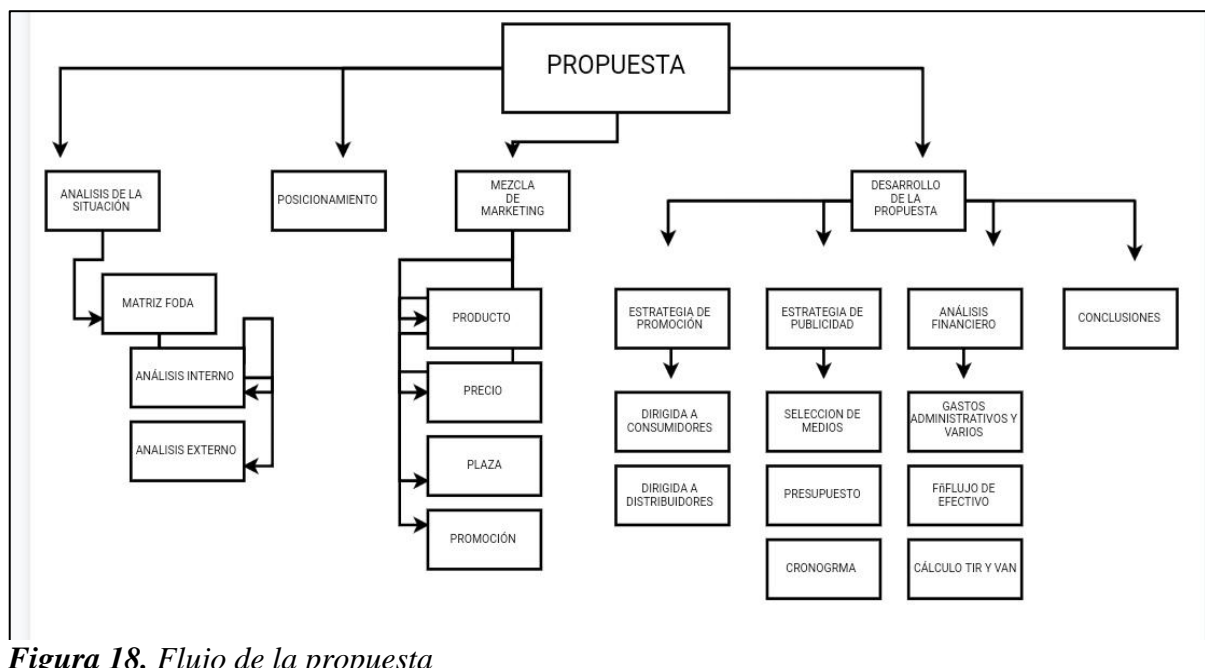 PROPUESTA
ANALISIS DE LA
SITUACIÓN
POSICIONAMIENTO
MEZCLA
DE
MARKETING
DESARROLLO
DE LA
PROPUESTA
MATRIZ FODA
ANÁLISIS INTERNO
ANALISIS EXTERNO
PRODUCTO
PRECIO
PLAZA
PROMOCIÓN
ESTRATEGIA DE
PROMOCIÓN
DIRIGIDA A
CONSUMIDORES
DIRIGIDA A
DISTRIBUIDORES
ESTRATEGIA DE
PUBLICIDAD
SELECCION DE
MEDIOS
PRESUPUESTO
CRONOGRMA
ANÁLISIS
FINANCIERO
GASTOS
ADMINISTRATIVOS Y
VARIOS
FñFLUJO DE
EFECTIVO
CÁLCULO TIR Y VAN
CONCLUSIONES
Figura 18. Flujo de la propuesta